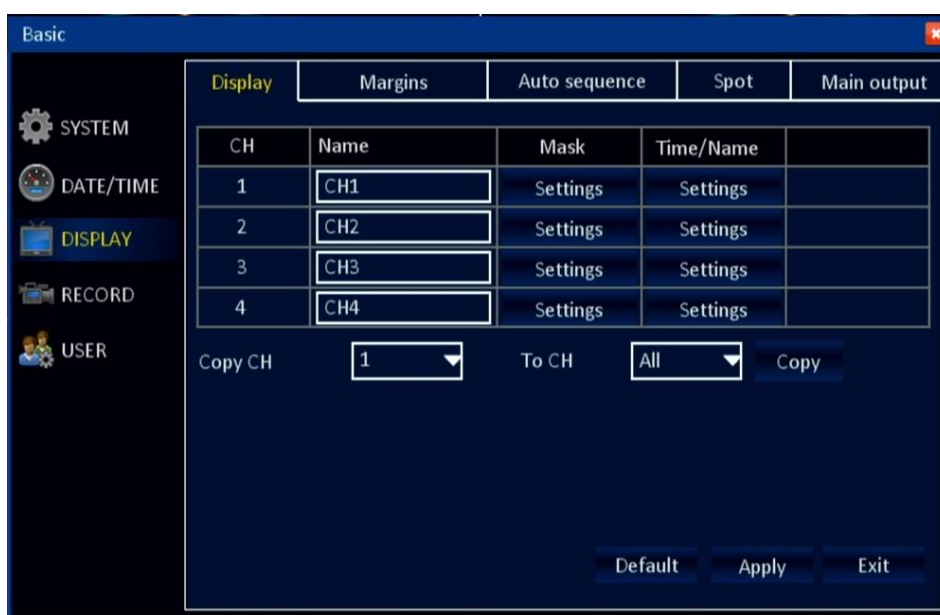 Basic
SYSTEM
DATE/TIME
DISPLAY
RECORD
USER
Display Margins Auto sequence Spot Main output
CH Name Mask Time/Name
1 CH1 Settings Settings
2 CH2 Settings Settings
3 CH3 Settings Settings
4 CH4 Settings Settings
Copy CH 1 To CH All Copy
Default Apply Exit